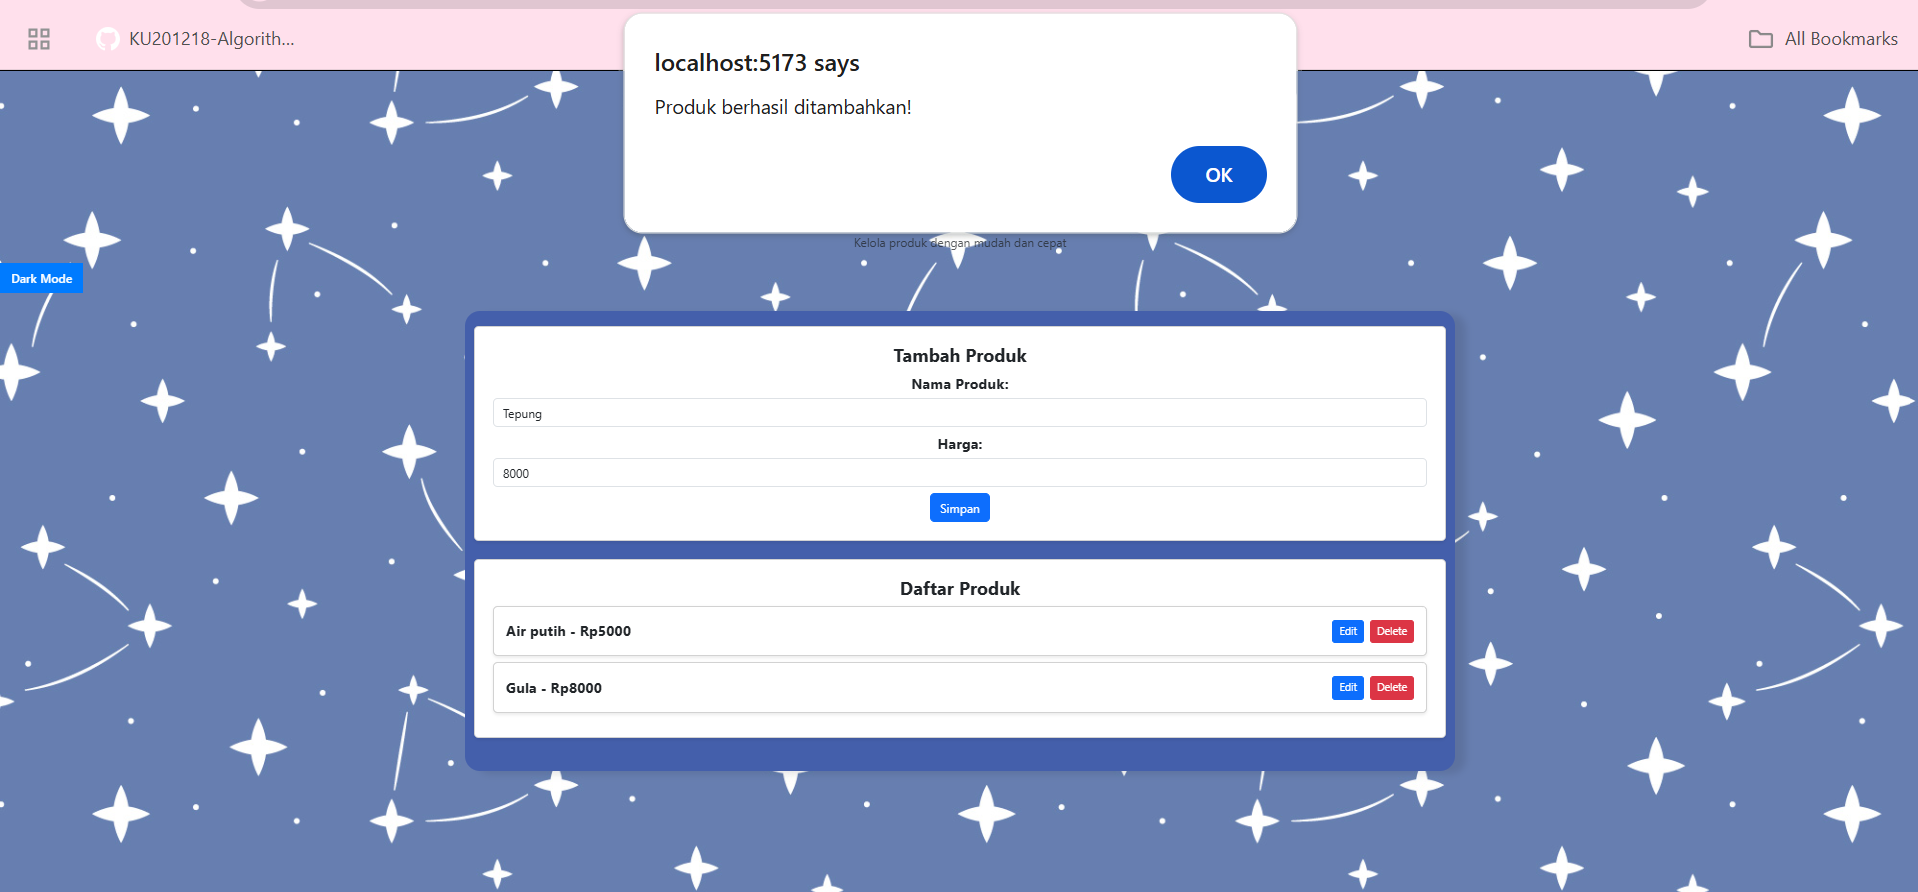 KU201218-Algorith...
All Bookmarks
localhost:5173 says
Produk berhasil ditambahkan!
OK
Kelola produk dengan mudah dan cepat
Dark Mode
Tambah Produk
Nama Produk:
Tepung
Harga:
8000
Simpan
Daftar Produk
Air putih - Rp5000
Edit
Delete
Gula - Rp8000
Edit
Delete